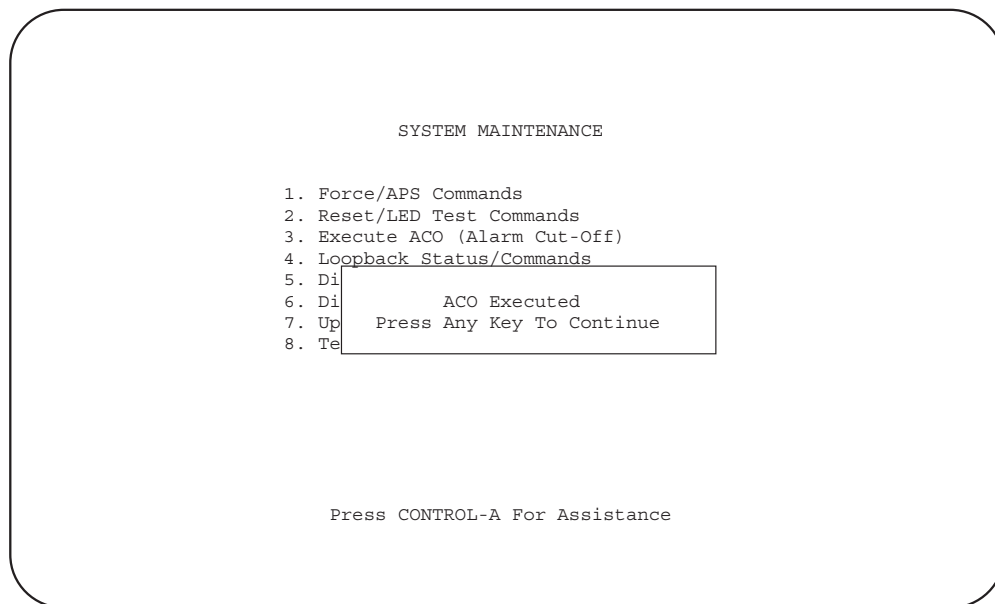 SYSTEM MAINTENANCE
1. Force/APS Commands
2. Reset/LED Test Commands
3. Execute ACO (Alarm Cut-Off)
4. Loopback Status/Commands
5. Di
6. Di
7. Up
8. Te
ACO Executed
Press Any Key To Continue
Press CONTROL-A For Assistance